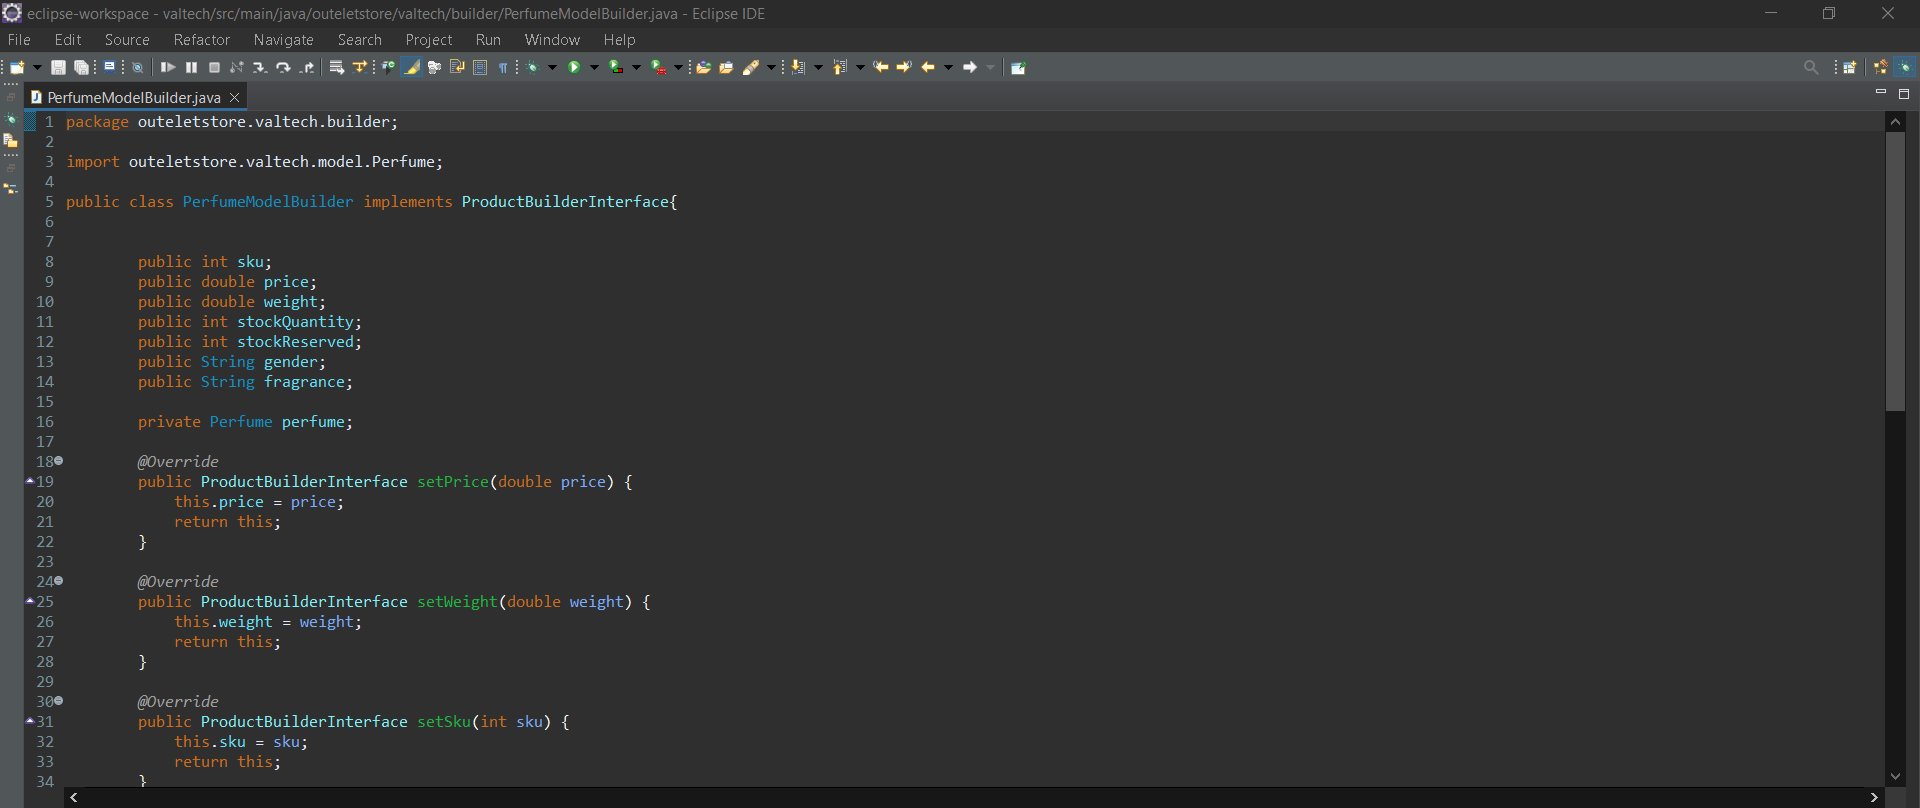 eclipse-workspace - valtech/src/main/java/outeletstore/valtech/builder/PerfumeModelBuilder.java - Eclipse IDE
File Edit Source Refactor Navigate Search Project Run Window Help
PerfumeModelBuilder.java
1 package outeletstore.valtech.builder;
2
3 import outeletstore.valtech.model.Perfume;
4
5 public class PerfumeModelBuilder implements ProductBuilderInterface{
6
7
8 public int sku;
9 public double price;
10 public double weight;
11 public int stockQuantity;
12 public int stockReserved;
13 public String gender;
14 public String fragrance;
15
16 private Perfume perfume;
17
18 @Override
19 public ProductBuilderInterface setPrice(double price) {
20 this.price = price;
21 return this;
22 }
23
24 @Override
25 public ProductBuilderInterface setWeight(double weight) {
26 this.weight = weight;
27 return this;
28 }
29
30 @Override
31 public ProductBuilderInterface setSku(int sku) {
32 this.sku = sku;
33 return this;
34 }